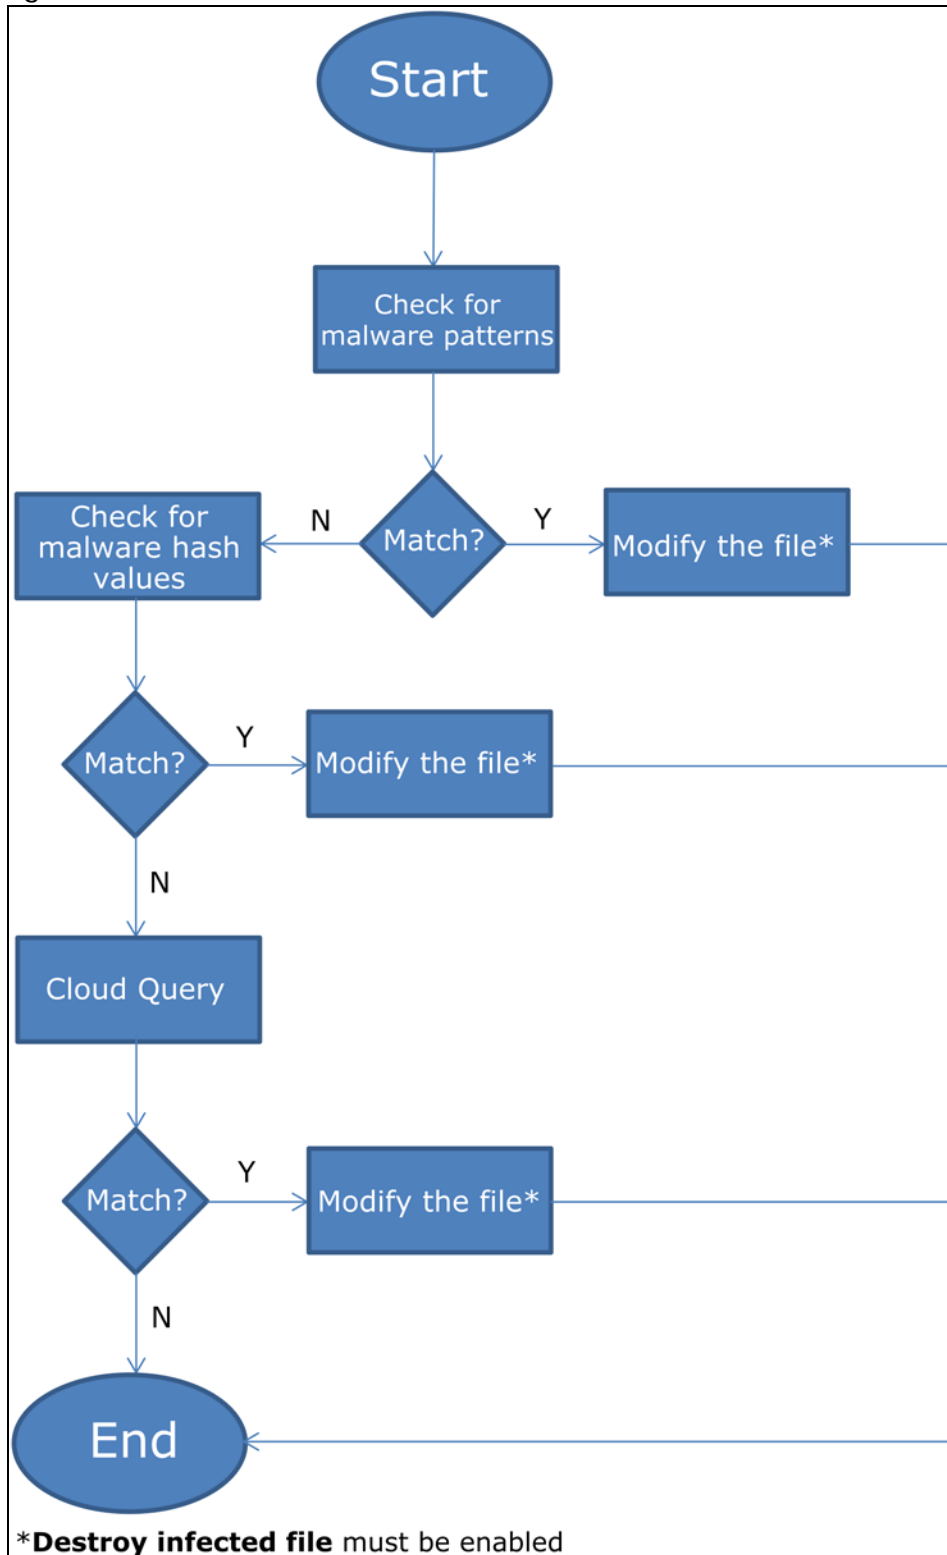 Start
Check for
malware patterns
Match?
N
Y
Modify the file*
Check for
malware hash
values
Match?
Y
Modify the file*
N
Cloud Query
Match?
Y
Modify the file*
N
End
*Destroy infected file must be enabled